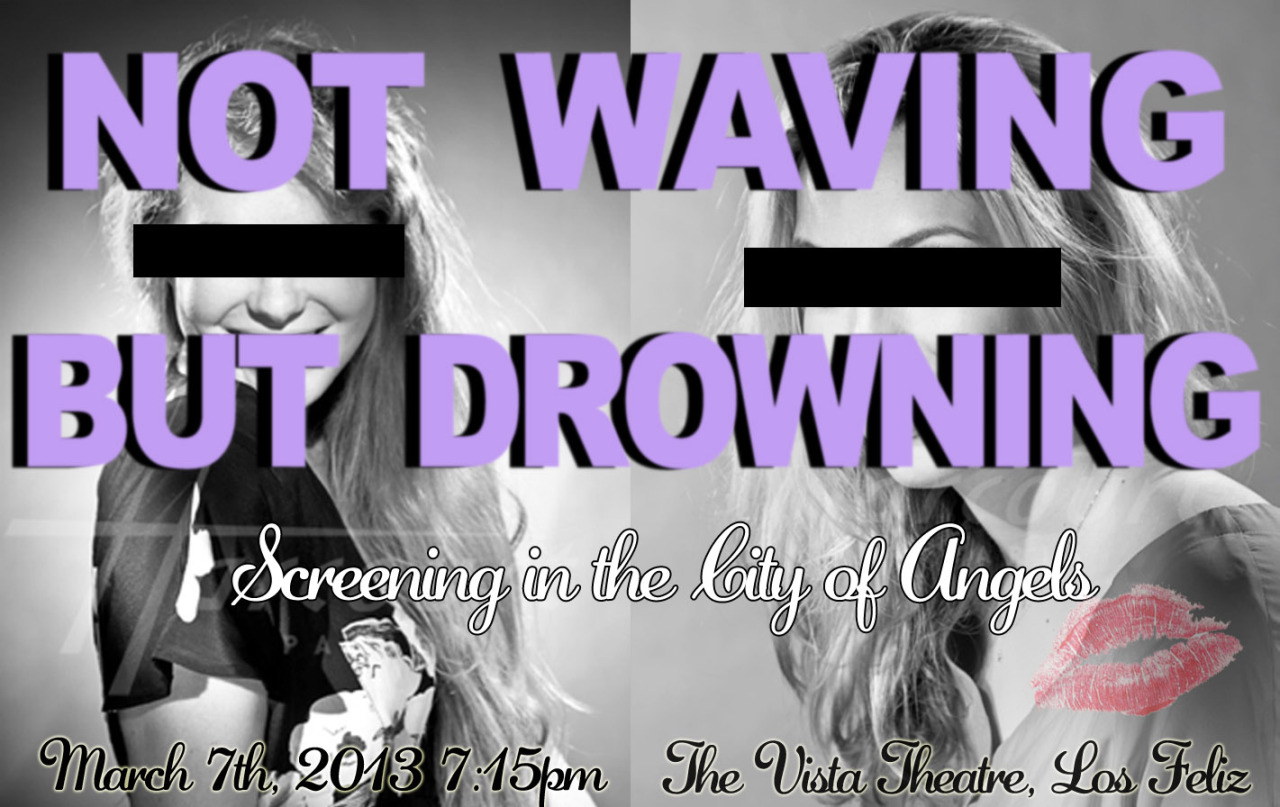 NOT WAVING
BUT DROWNING
Screening in the City of Angels
March 7th, 2013 7:15pm
The Vista Theatre, Los Feliz